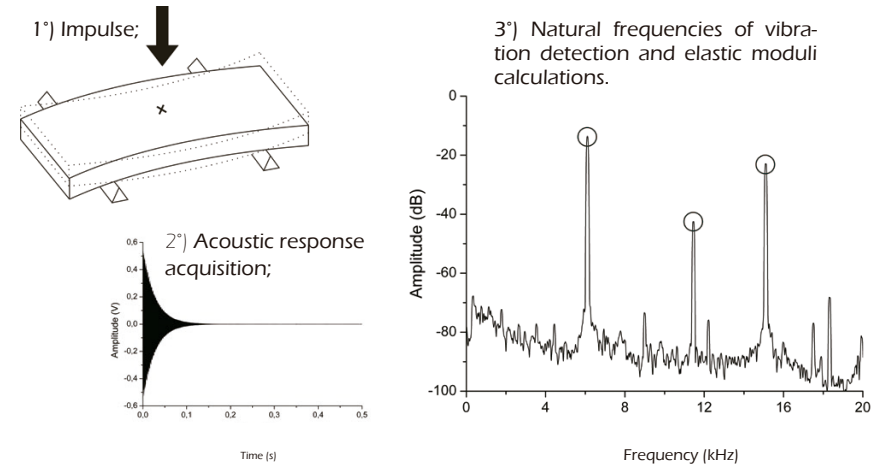 1°) Impulse;
3°) Natural frequencies of vibra-
tion detection and elastic moduli
calculations.
2°) Acoustic response
acquisition;
Amplitude (V)
0,6
0,4
0,2
0,0
-0,2
-0,4
-0,6
0,0 0,1 0,2 0,3 0,4 0,5
Time (s)
Amplitude (dB)
0
-20
-40
-60
-80
-100
0 4 8 12 16 20
Frequency (kHz)